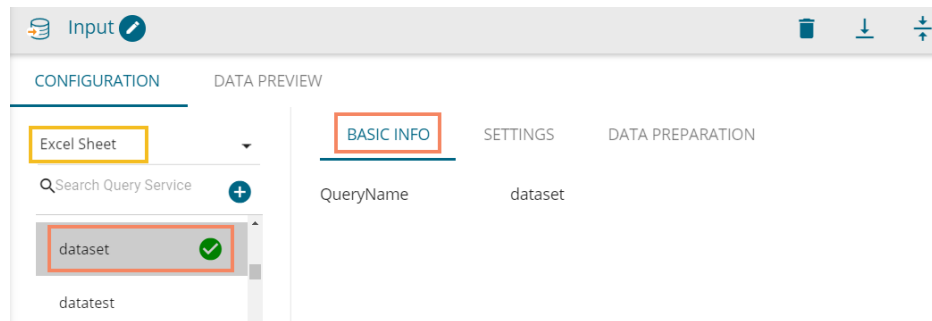 Input
CONFIGURATION DATA PREVIEW
Excel Sheet
BASIC INFO SETTINGS DATA PREPARATION
Search Query Service
QueryName dataset
dataset
datatest